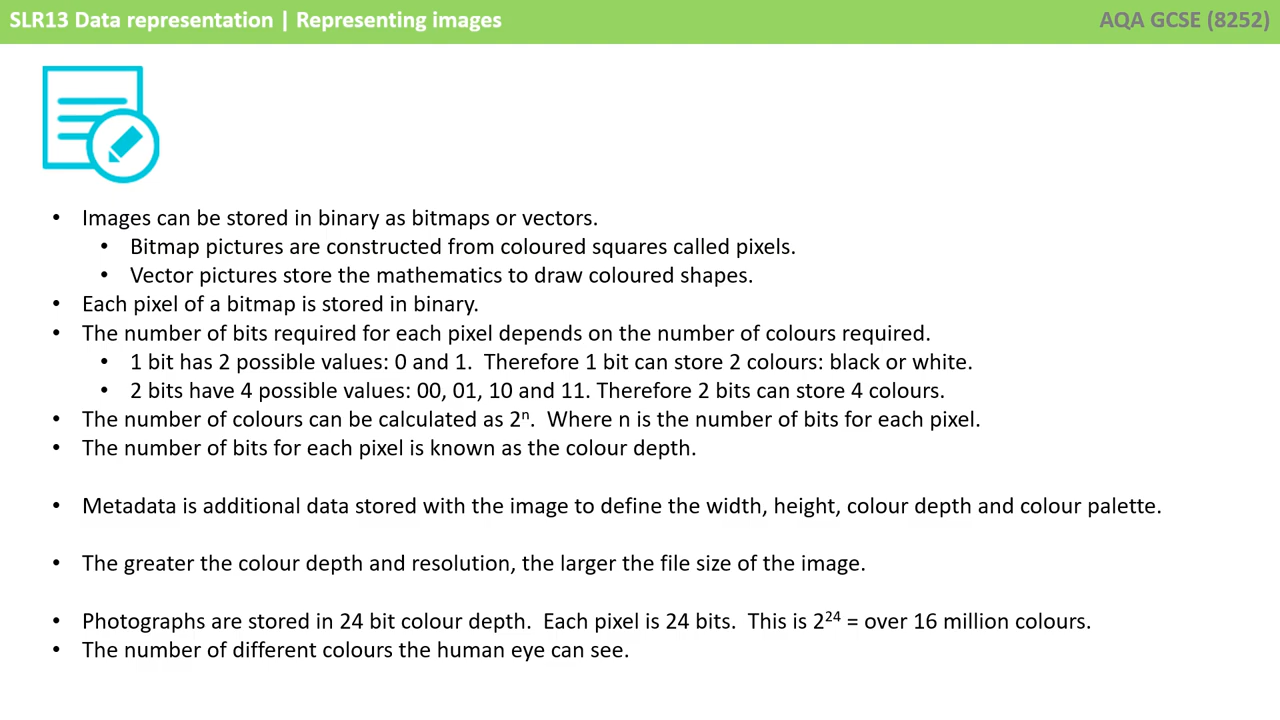 SLR13 Data representation | Representing images
AQA GCSE (8252)
• Images can be stored in binary as bitmaps or vectors.
• Bitmap pictures are constructed from coloured squares called pixels.
• Vector pictures store the mathematics to draw coloured shapes.
• Each pixel of a bitmap is stored in binary.
• The number of bits required for each pixel depends on the number of colours required.
• 1 bit has 2 possible values: 0 and 1.  Therefore 1 bit can store 2 colours: black or white.
• 2 bits have 4 possible values: 00, 01, 10 and 11. Therefore 2 bits can store 4 colours.
• The number of colours can be calculated as 2ⁿ.  Where n is the number of bits for each pixel.
• The number of bits for each pixel is known as the colour depth.
• Metadata is additional data stored with the image to define the width, height, colour depth and colour palette.
• The greater the colour depth and resolution, the larger the file size of the image.
• Photographs are stored in 24 bit colour depth.  Each pixel is 24 bits.  This is 2²⁴ = over 16 million colours.
• The number of different colours the human eye can see.